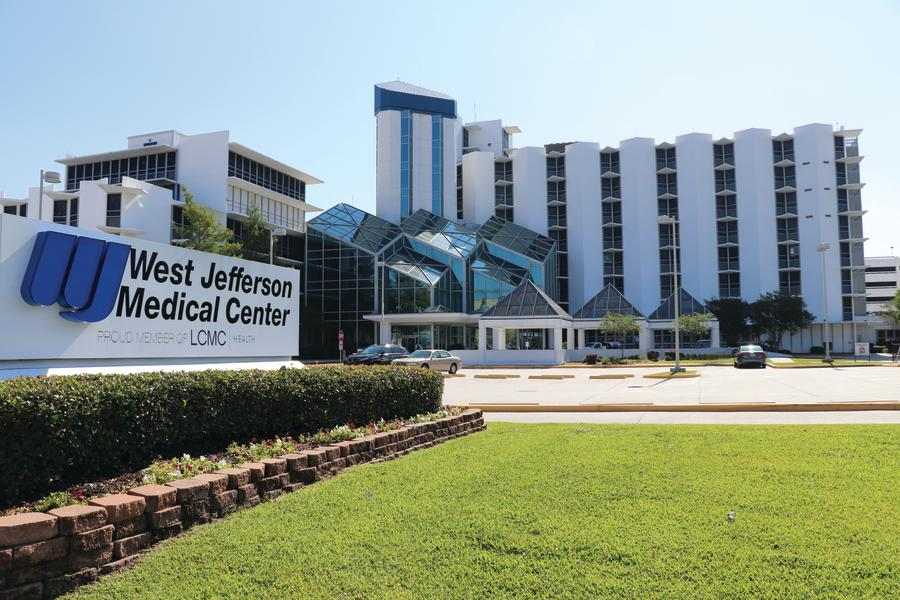 West Jefferson
Medical Center
PROUD MEMBER OF LCMC | HEALTH